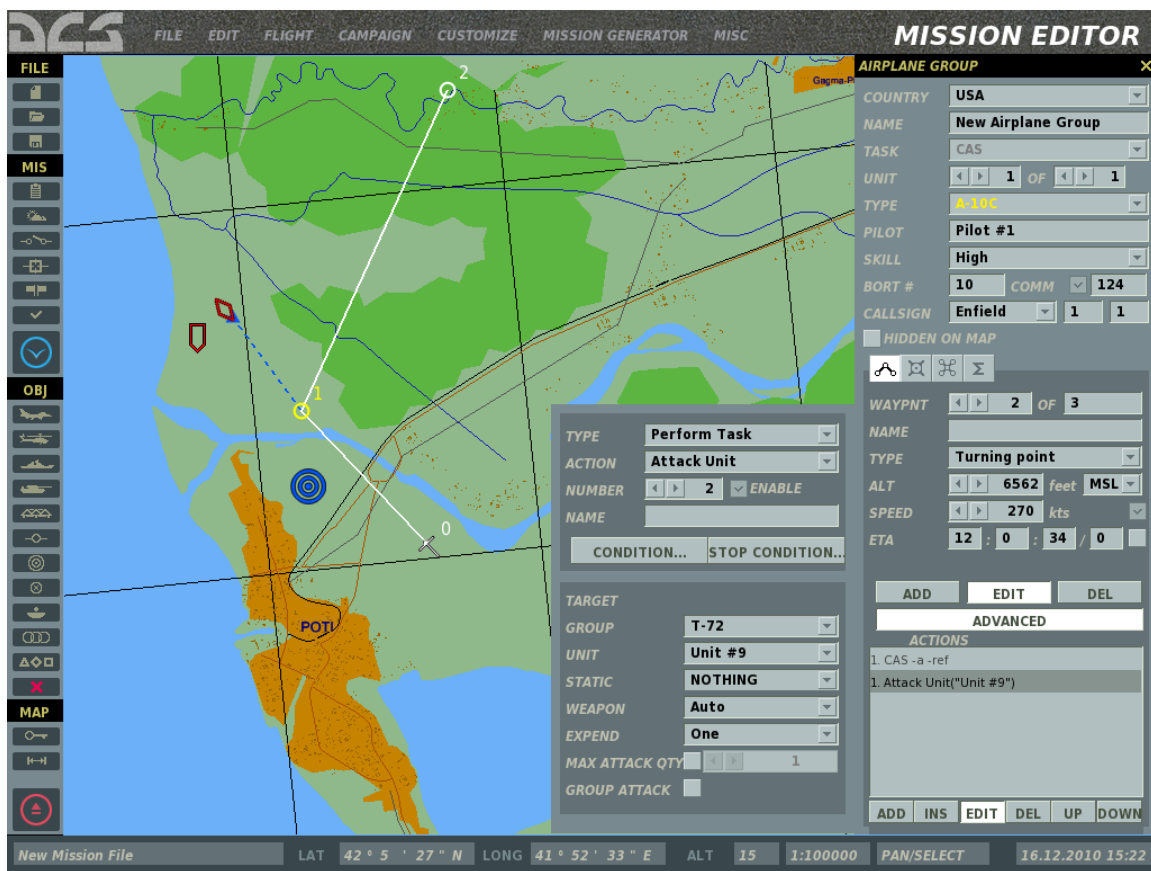 DCS FILE EDIT FLIGHT CAMPAIGN CUSTOMIZE MISSION GENERATOR MISC MISSION EDITOR
FILE
MIS
OBJ
MAP
2
Gagma-P
1
0
POTI
TYPE Perform Task
ACTION Attack Unit
NUMBER 2 ENABLE
NAME
CONDITION... STOP CONDITION...
TARGET
GROUP T-72
UNIT Unit #9
STATIC NOTHING
WEAPON Auto
EXPEND One
MAX ATTACK QTY 1
GROUP ATTACK
AIRPLANE GROUP
COUNTRY USA
NAME New Airplane Group
TASK CAS
UNIT 1 OF 1
TYPE A-10C
PILOT Pilot #1
SKILL High
BORT # 10 COMM 124
CALLSIGN Enfield 1 1
HIDDEN ON MAP
WAYPNT 2 OF 3
NAME
TYPE Turning point
ALT 6562 feet MSL
SPEED 270 kts
ETA 12 : 0 : 34 / 0
ADD EDIT DEL
ADVANCED
ACTIONS
1. CAS -a -ref
1. Attack Unit("Unit #9")
ADD INS EDIT DEL UP DOWN
New Mission File LAT 42 ° 5 ' 27 " N LONG 41 ° 52 ' 33 " E ALT 15 1:100000 PAN/SELECT 16.12.2010 15:22